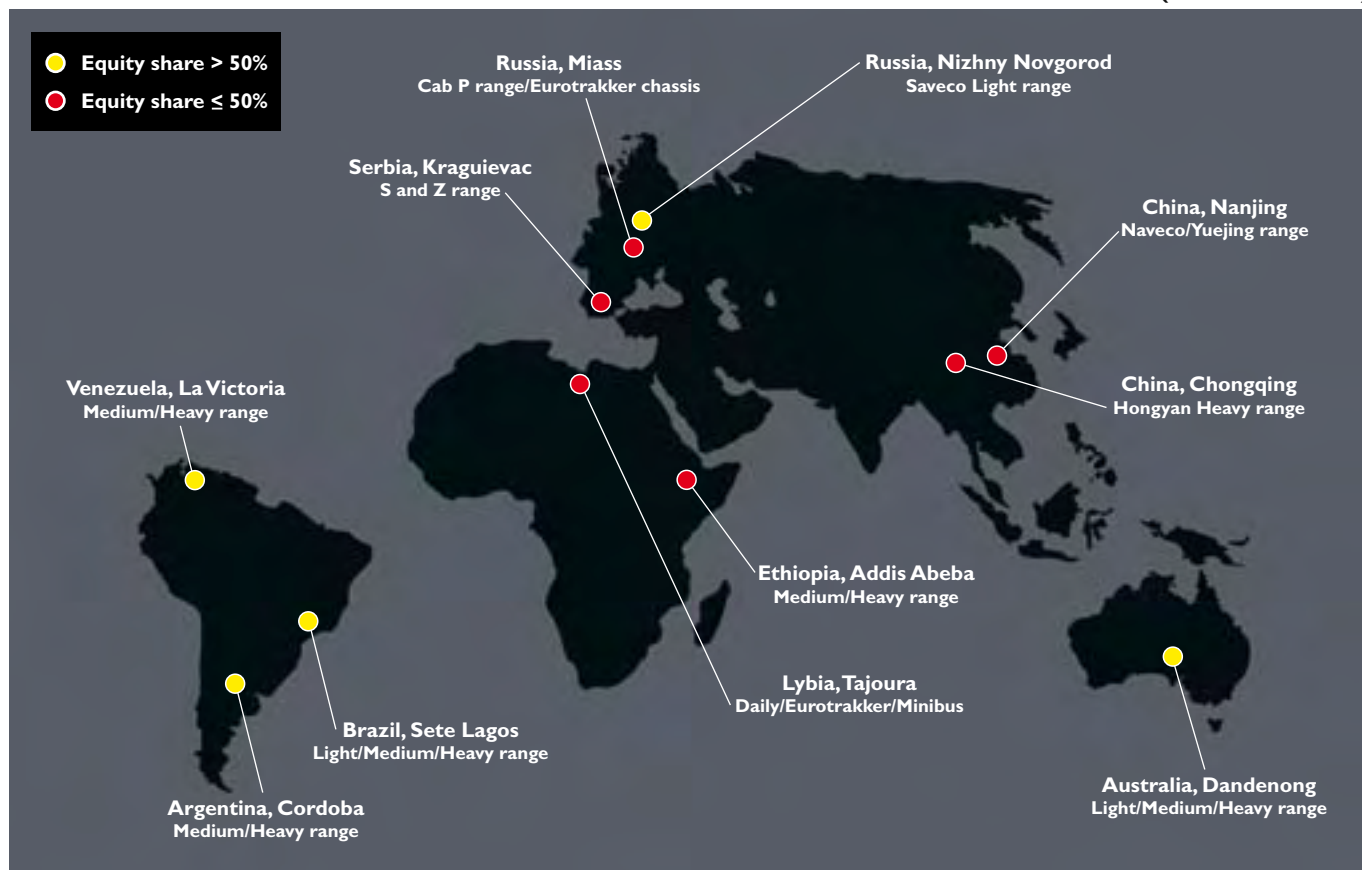 Equity share > 50%
Equity share ≤ 50%
Russia, Miass
Cab P range/Eurotrakker chassis
Russia, Nizhny Novgorod
Saveco Light range
Serbia, Kraguievac
S and Z range
China, Nanjing
Naveco/Yuejing range
Venezuela, La Victoria
Medium/Heavy range
China, Chongqing
Hongyan Heavy range
Ethiopia, Addis Abeba
Medium/Heavy range
Lybia, Tajoura
Daily/Eurotrakker/Minibus
Brazil, Sete Lagos
Light/Medium/Heavy range
Argentina, Cordoba
Medium/Heavy range
Australia, Dandenong
Light/Medium/Heavy range